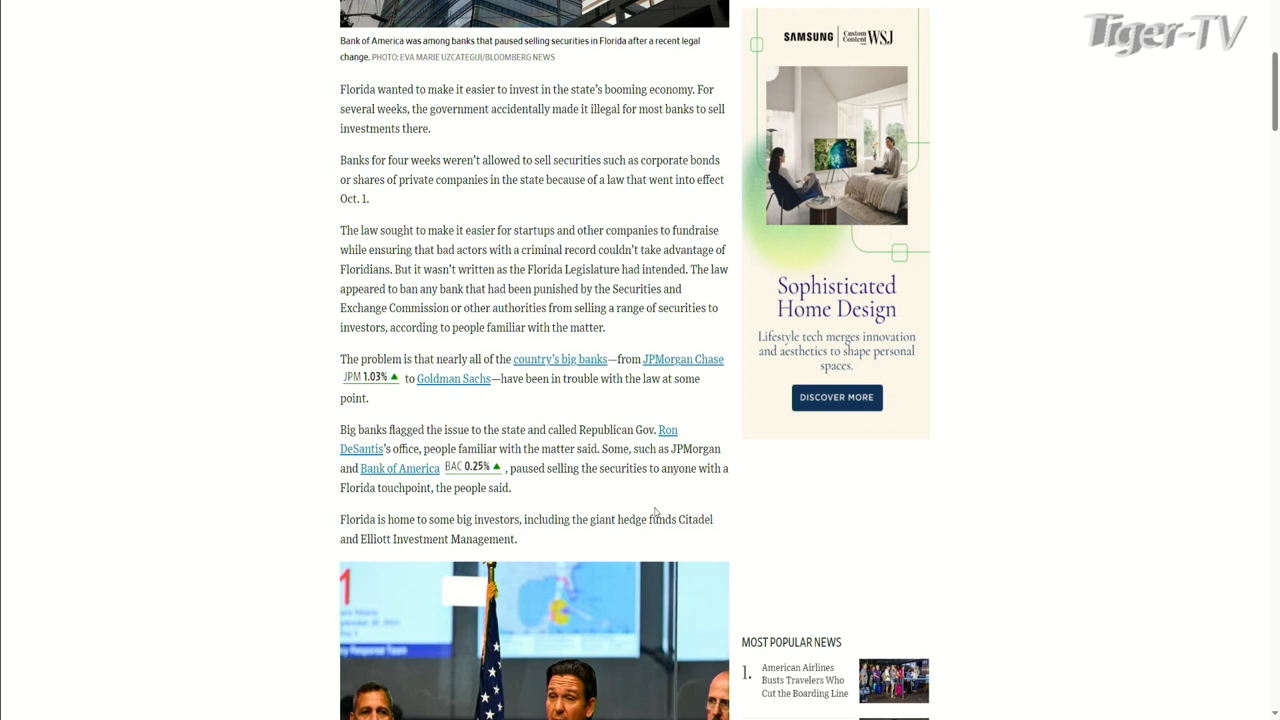 Tiger-TV
Bank of America was among banks that paused selling securities in Florida after a recent legal
change. PHOTO: EVA MARIE UZCATEGUI/BLOOMBERG NEWS
Florida wanted to make it easier to invest in the state’s booming economy. For
several weeks, the government accidentally made it illegal for most banks to sell
investments there.
Banks for four weeks weren’t allowed to sell securities such as corporate bonds
or shares of private companies in the state because of a law that went into effect
Oct. 1.
The law sought to make it easier for startups and other companies to fundraise
while ensuring that bad actors with a criminal record couldn’t take advantage of
Floridians. But it wasn’t written as the Florida Legislature had intended. The law
appeared to ban any bank that had been punished by the Securities and
Exchange Commission or other authorities from selling a range of securities to
investors, according to people familiar with the matter.
The problem is that nearly all of the country’s big banks—from JPMorgan Chase
JPM 1.03% ▲ to Goldman Sachs—have been in trouble with the law at some
point.
Big banks flagged the issue to the state and called Republican Gov. Ron
DeSantis’s office, people familiar with the matter said. Some, such as JPMorgan
and Bank of America BAC 0.25% ▲ , paused selling the securities to anyone with a
Florida touchpoint, the people said.
Florida is home to some big investors, including the giant hedge funds Citadel
and Elliott Investment Management.
SAMSUNG | Custom Content WSJ
Sophisticated
Home Design
Lifestyle tech merges innovation
and aesthetics to shape personal
spaces.
DISCOVER MORE
MOST POPULAR NEWS
1. American Airlines
Busts Travelers Who
Cut the Boarding Line